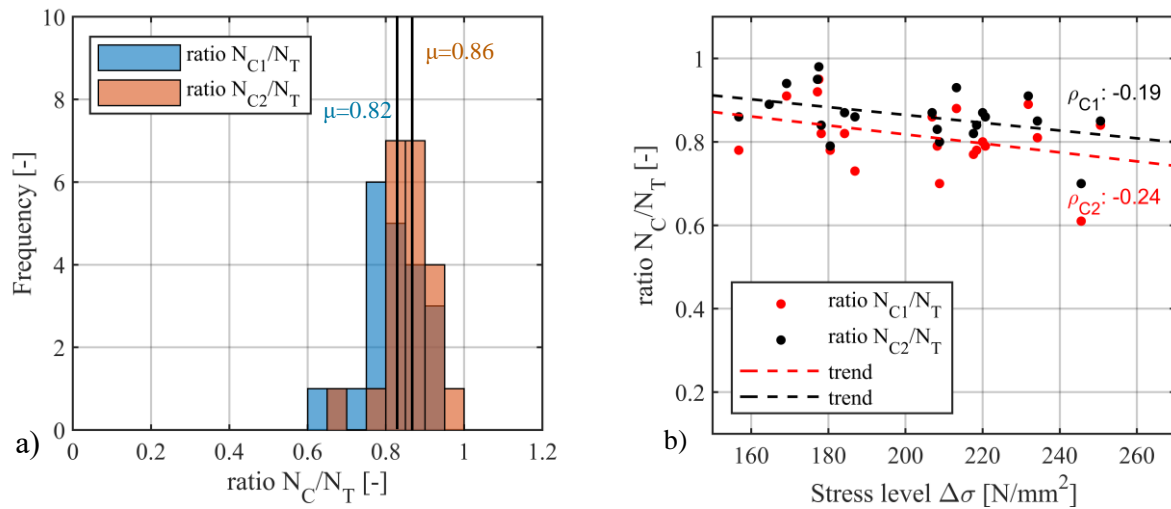 10
8
6
4
2
0
Frequency [-]
ratio N_C1/N_T
ratio N_C2/N_T
μ=0.86
μ=0.82
0 0.2 0.4 0.6 0.8 1 1.2
ratio N_C/N_T [-]
a)
1
0.8
0.6
0.4
0.2
ratio N_C/N_T [-]
ρ_C1: -0.19
ρ_C2: -0.24
ratio N_C1/N_T
ratio N_C2/N_T
trend
trend
160 180 200 220 240 260
Stress level Δσ [N/mm²]
b)